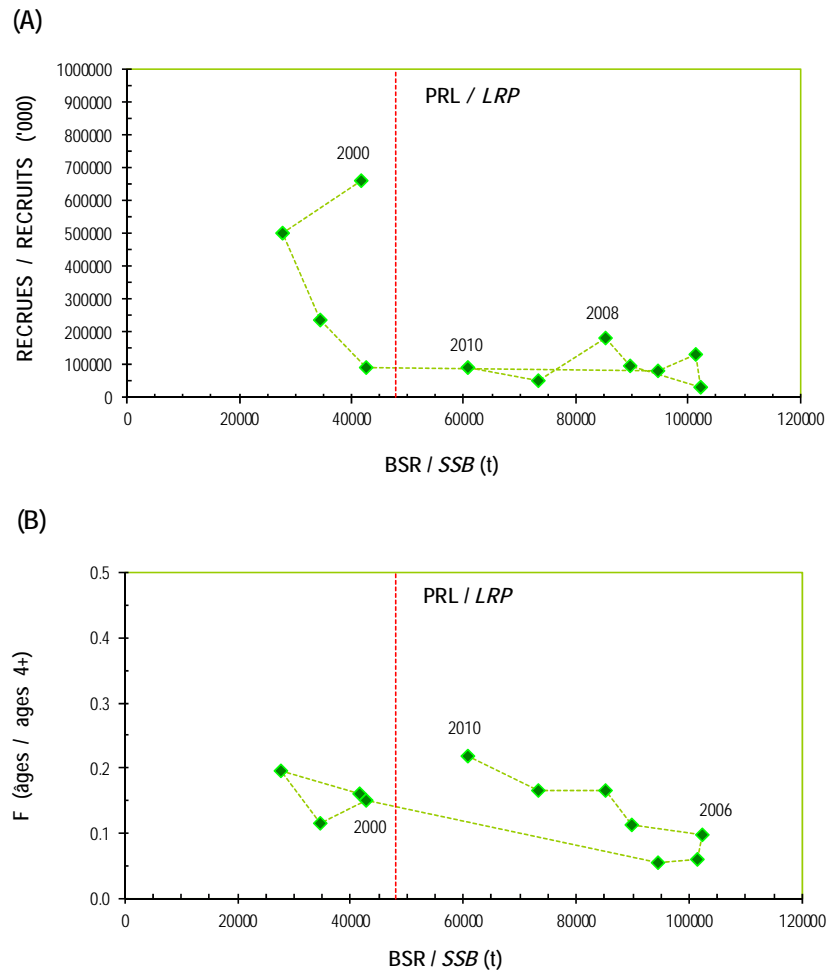 (A)
1000000
900000
800000
700000
600000
500000
400000
300000
200000
100000
0
RECRUES / RECRUITS ('000)
PRL / LRP
2000
2008
2010
0 20000 40000 60000 80000 100000 120000
BSR / SSB (t)
(B)
0.5
0.4
0.3
0.2
0.1
0.0
F (âges / ages 4+)
PRL / LRP
2010
2006
2000
0 20000 40000 60000 80000 100000 120000
BSR / SSB (t)